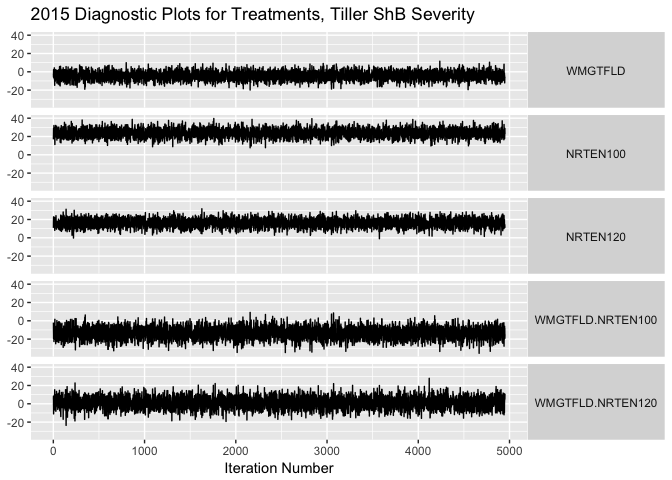 2015 Diagnostic Plots for Treatments, Tiller ShB Severity
40
20
0
-20
WMGTFLD
40
20
0
-20
NRTEN100
40
20
0
-20
NRTEN120
40
20
0
-20
WMGTFLD.NRTEN100
40
20
0
-20
WMGTFLD.NRTEN120
0 1000 2000 3000 4000 5000
Iteration Number